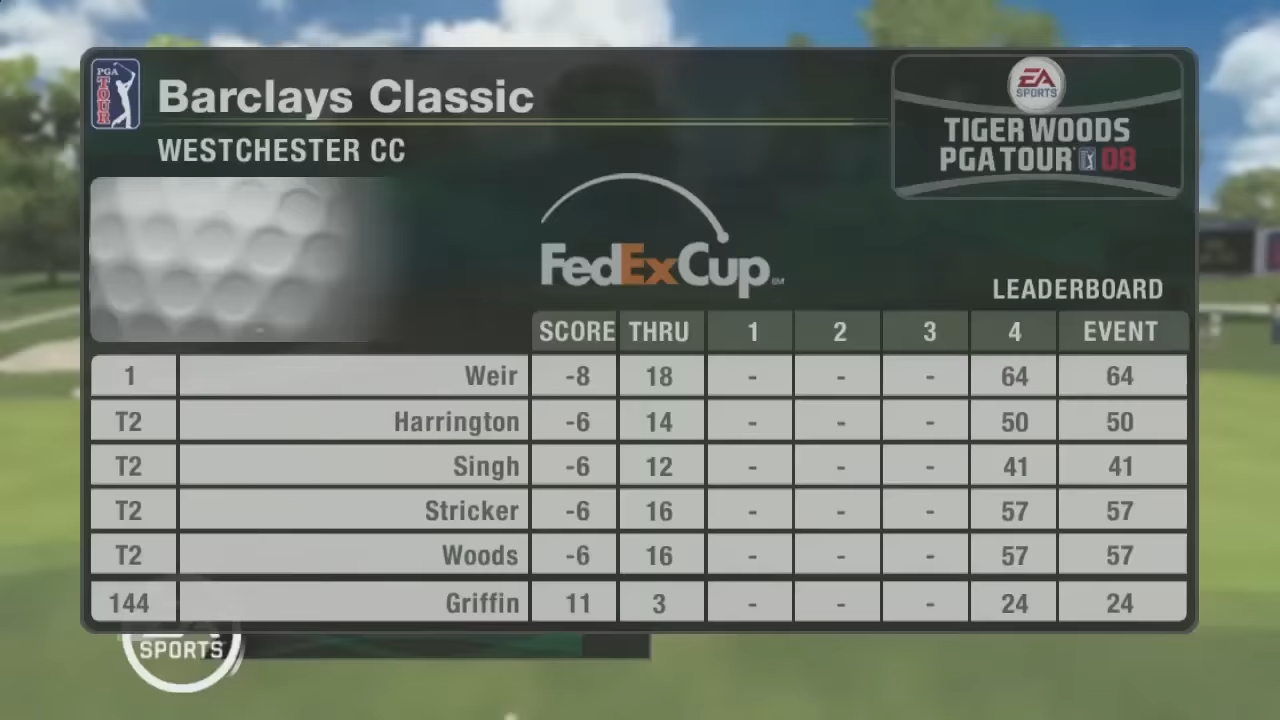 PGA TOUR
Barclays Classic
WESTCHESTER CC
EA SPORTS
TIGER WOODS
PGA TOUR 08
FedExCup SM
LEADERBOARD
SCORE THRU 1 2 3 4 EVENT
1 Weir -8 18 - - - 64 64
T2 Harrington -6 14 - - - 50 50
T2 Singh -6 12 - - - 41 41
T2 Stricker -6 16 - - - 57 57
T2 Woods -6 16 - - - 57 57
144 Griffin 11 3 - - - 24 24
EA
SPORTS